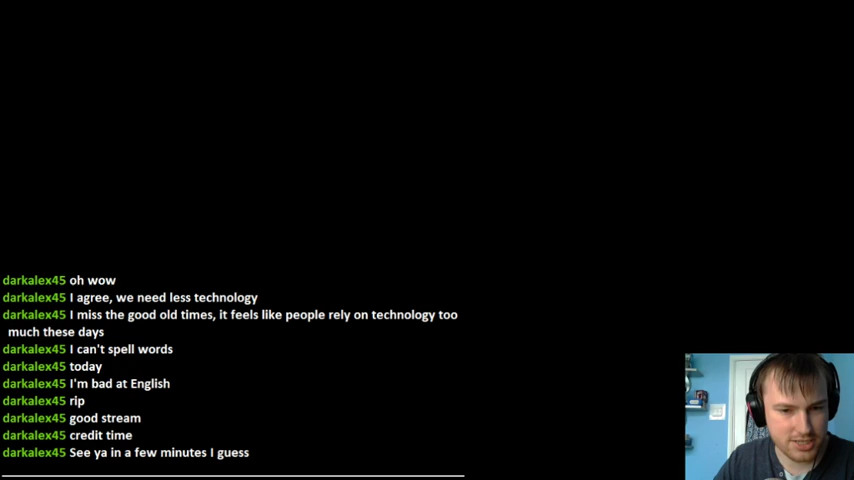 darkalex45 oh wow
darkalex45 I agree, we need less technology
darkalex45 I miss the good old times, it feels like people rely on technology too
much these days
darkalex45 I can't spell words
darkalex45 today
darkalex45 I'm bad at English
darkalex45 rip
darkalex45 good stream
darkalex45 credit time
darkalex45 See ya in a few minutes I guess